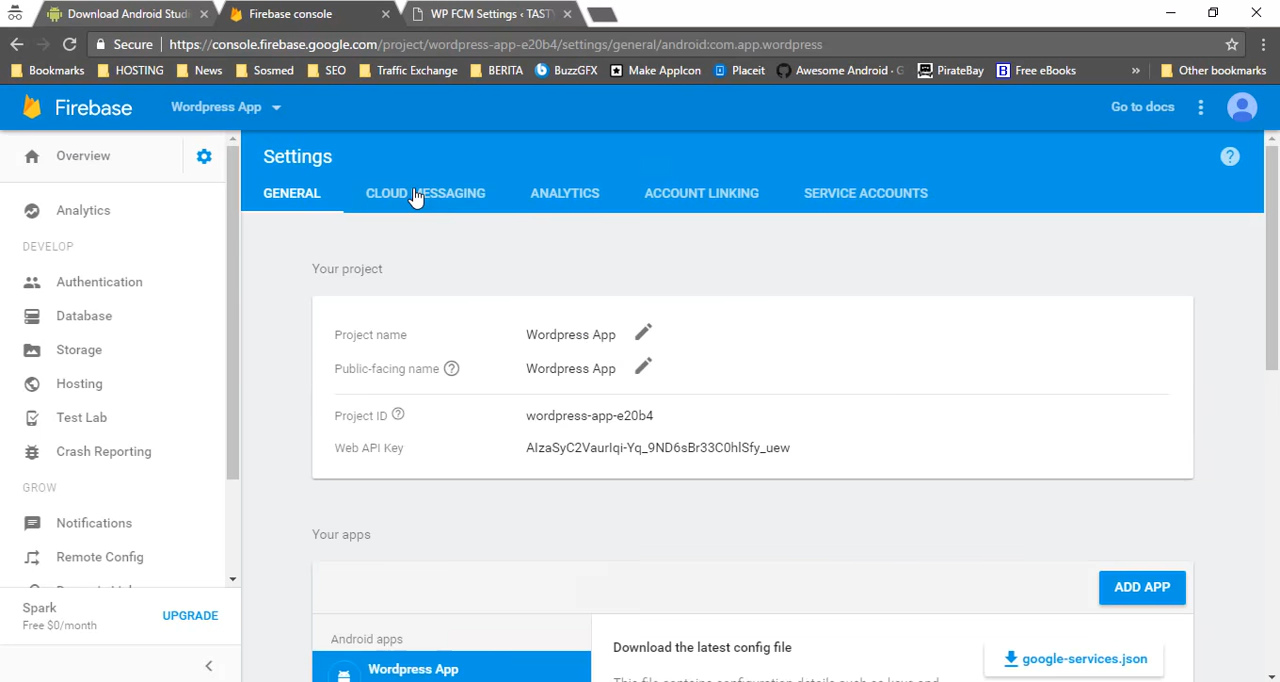 Download Android Studi
Firebase console
WP FCM Settings ‹ TASTY
Secure
https://console.firebase.google.com/project/wordpress-app-e20b4/settings/general/android:com.app.wordpress
Bookmarks
HOSTING
News
Sosmed
SEO
Traffic Exchange
BERITA
BuzzGFX
Make AppIcon
Placeit
Awesome Android - G
PirateBay
Free eBooks
»
Other bookmarks
Firebase
Wordpress App
Go to docs
Overview
Settings
GENERAL
CLOUD MESSAGING
ANALYTICS
ACCOUNT LINKING
SERVICE ACCOUNTS
Analytics
DEVELOP
Authentication
Database
Storage
Hosting
Test Lab
Crash Reporting
GROW
Notifications
Remote Config
Spark
Free $0/month
UPGRADE
Your project
Project name
Wordpress App
Public-facing name
Wordpress App
Project ID
wordpress-app-e20b4
Web API Key
AIzaSyC2VaurIqi-Yq_9ND6sBr33C0hlSfy_uew
Your apps
ADD APP
Android apps
Wordpress App
Download the latest config file
google-services.json